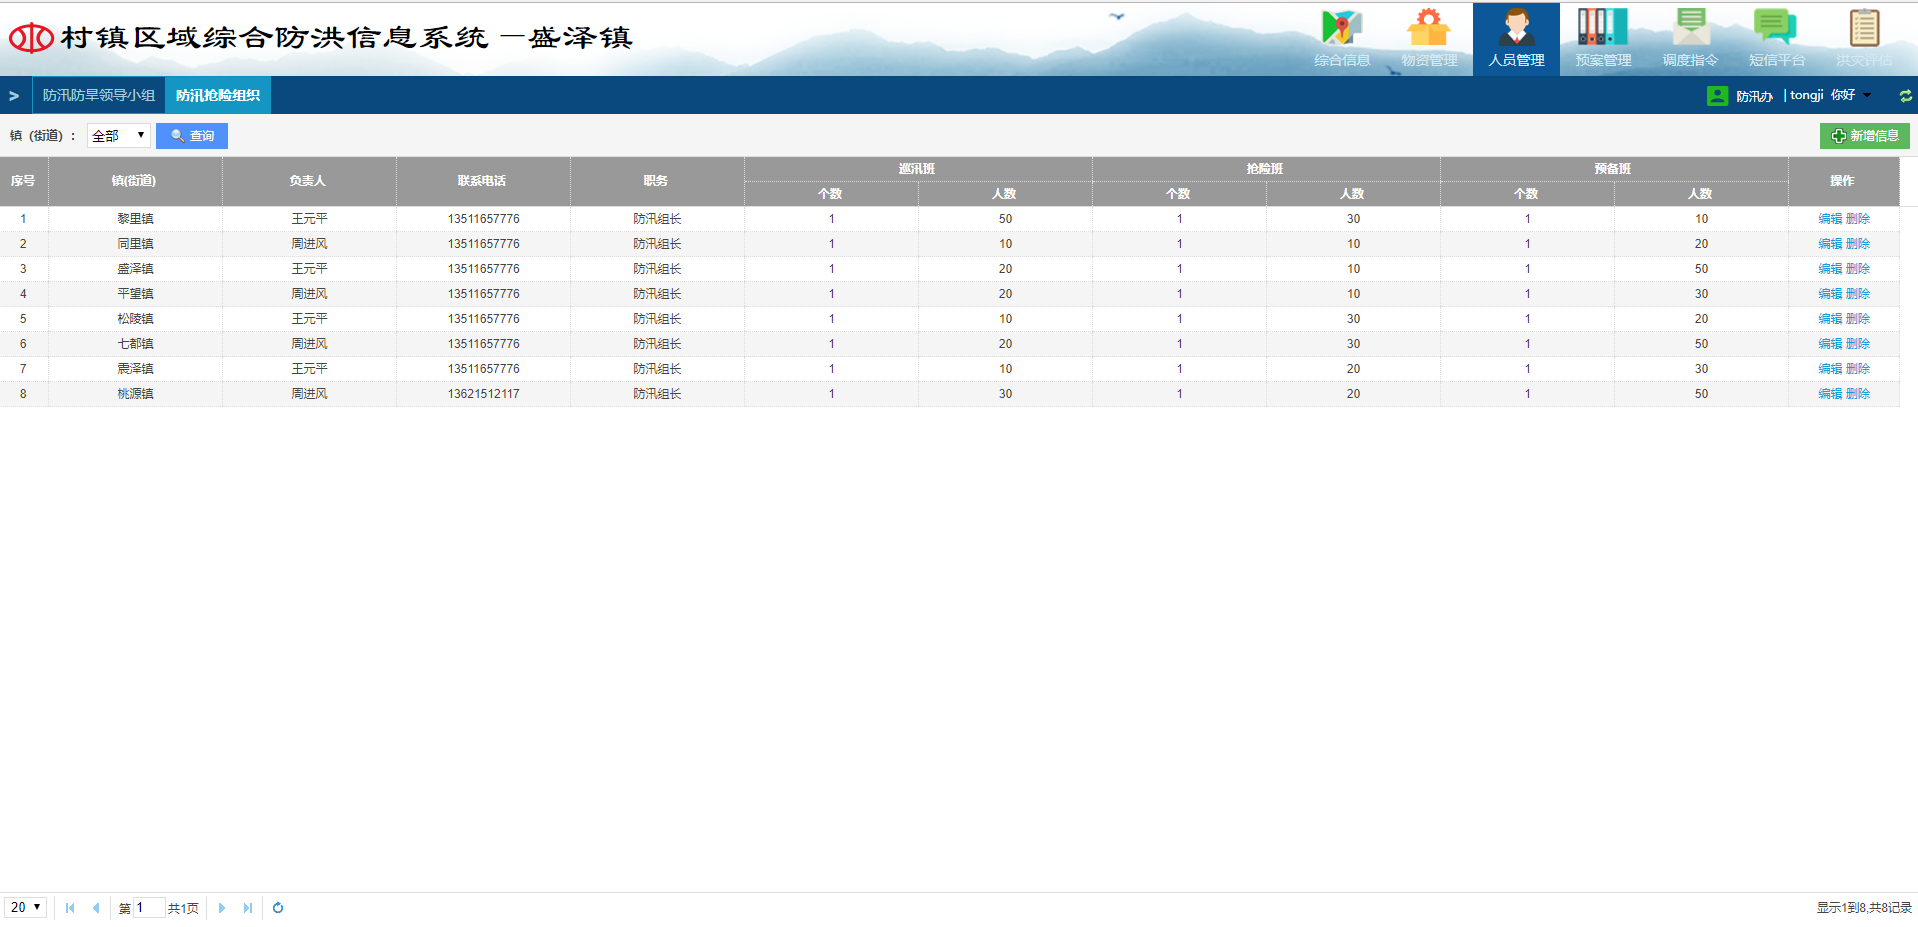 村镇区域综合防洪信息系统 一盛泽镇
综合信息 物资管理 人员管理 预案管理 调度指令 短信平台 洪灾评估
> 防汛防旱领导小组 防汛抢险组织 防汛办 | tongji 你好
镇（街道）： 全部 查询 新增信息
序号 镇(街道) 负责人 联系电话 职务 巡汛班 抢险班 预备班 操作
个数 人数 个数 人数 个数 人数
1 黎里镇 王元平 13511657776 防汛组长 1 50 1 30 1 10 编辑 删除
2 同里镇 周进风 13511657776 防汛组长 1 10 1 10 1 20 编辑 删除
3 盛泽镇 王元平 13511657776 防汛组长 1 20 1 10 1 50 编辑 删除
4 平望镇 周进风 13511657776 防汛组长 1 20 1 10 1 30 编辑 删除
5 松陵镇 王元平 13511657776 防汛组长 1 10 1 30 1 20 编辑 删除
6 七都镇 周进风 13511657776 防汛组长 1 20 1 30 1 50 编辑 删除
7 震泽镇 王元平 13511657776 防汛组长 1 10 1 20 1 30 编辑 删除
8 桃源镇 周进风 13621512117 防汛组长 1 30 1 20 1 50 编辑 删除
20 第 1 共1页 显示1到8,共8记录